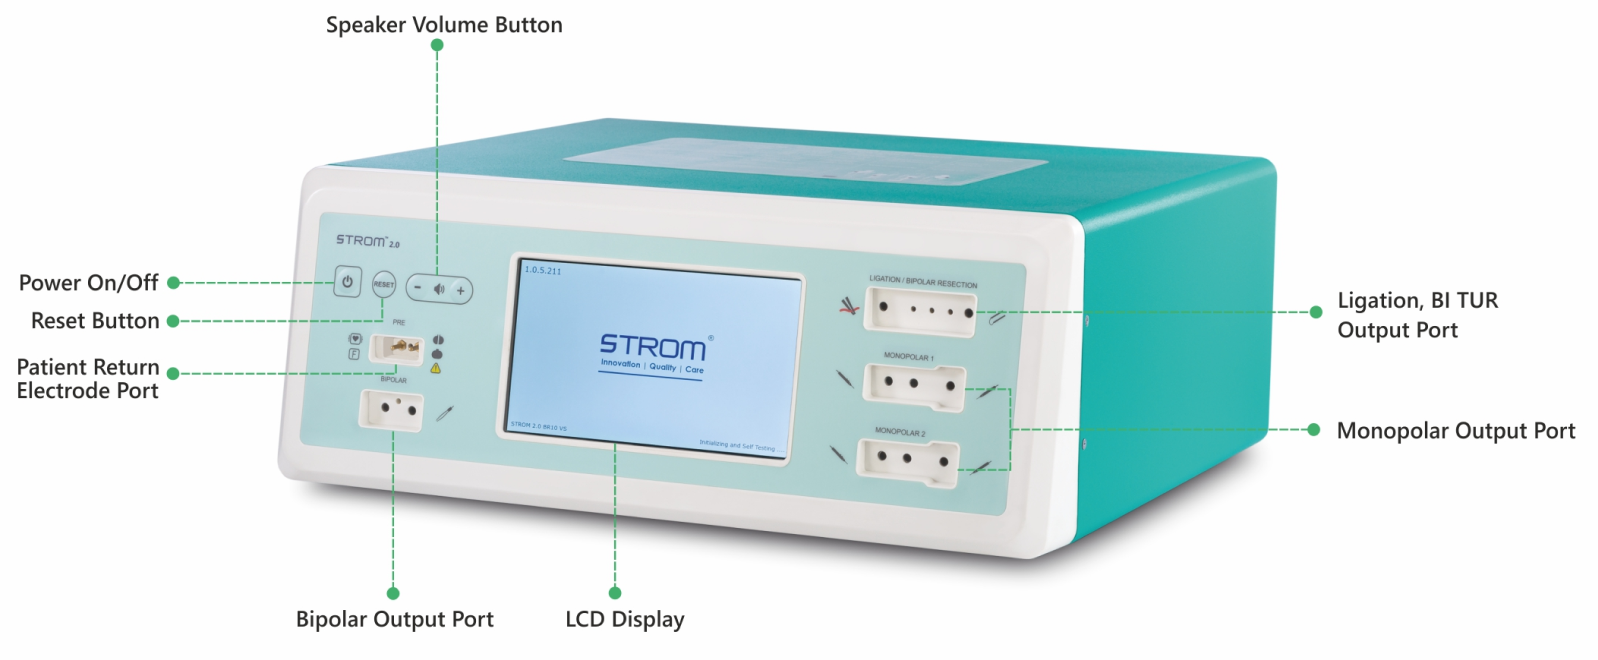 Speaker Volume Button
Power On/Off
Reset Button
Patient Return
Electrode Port
STROM™ 2.0
RESET
- +
PRE
F
BIPOLAR
1.0.5.211
STROM®
Innovation | Quality | Care
STROM 2.0 BR10 VS
Initializing and Self Testing ....
LIGATION / BIPOLAR RESECTION
MONOPOLAR 1
MONOPOLAR 2
Ligation, BI TUR
Output Port
Monopolar Output Port
Bipolar Output Port
LCD Display